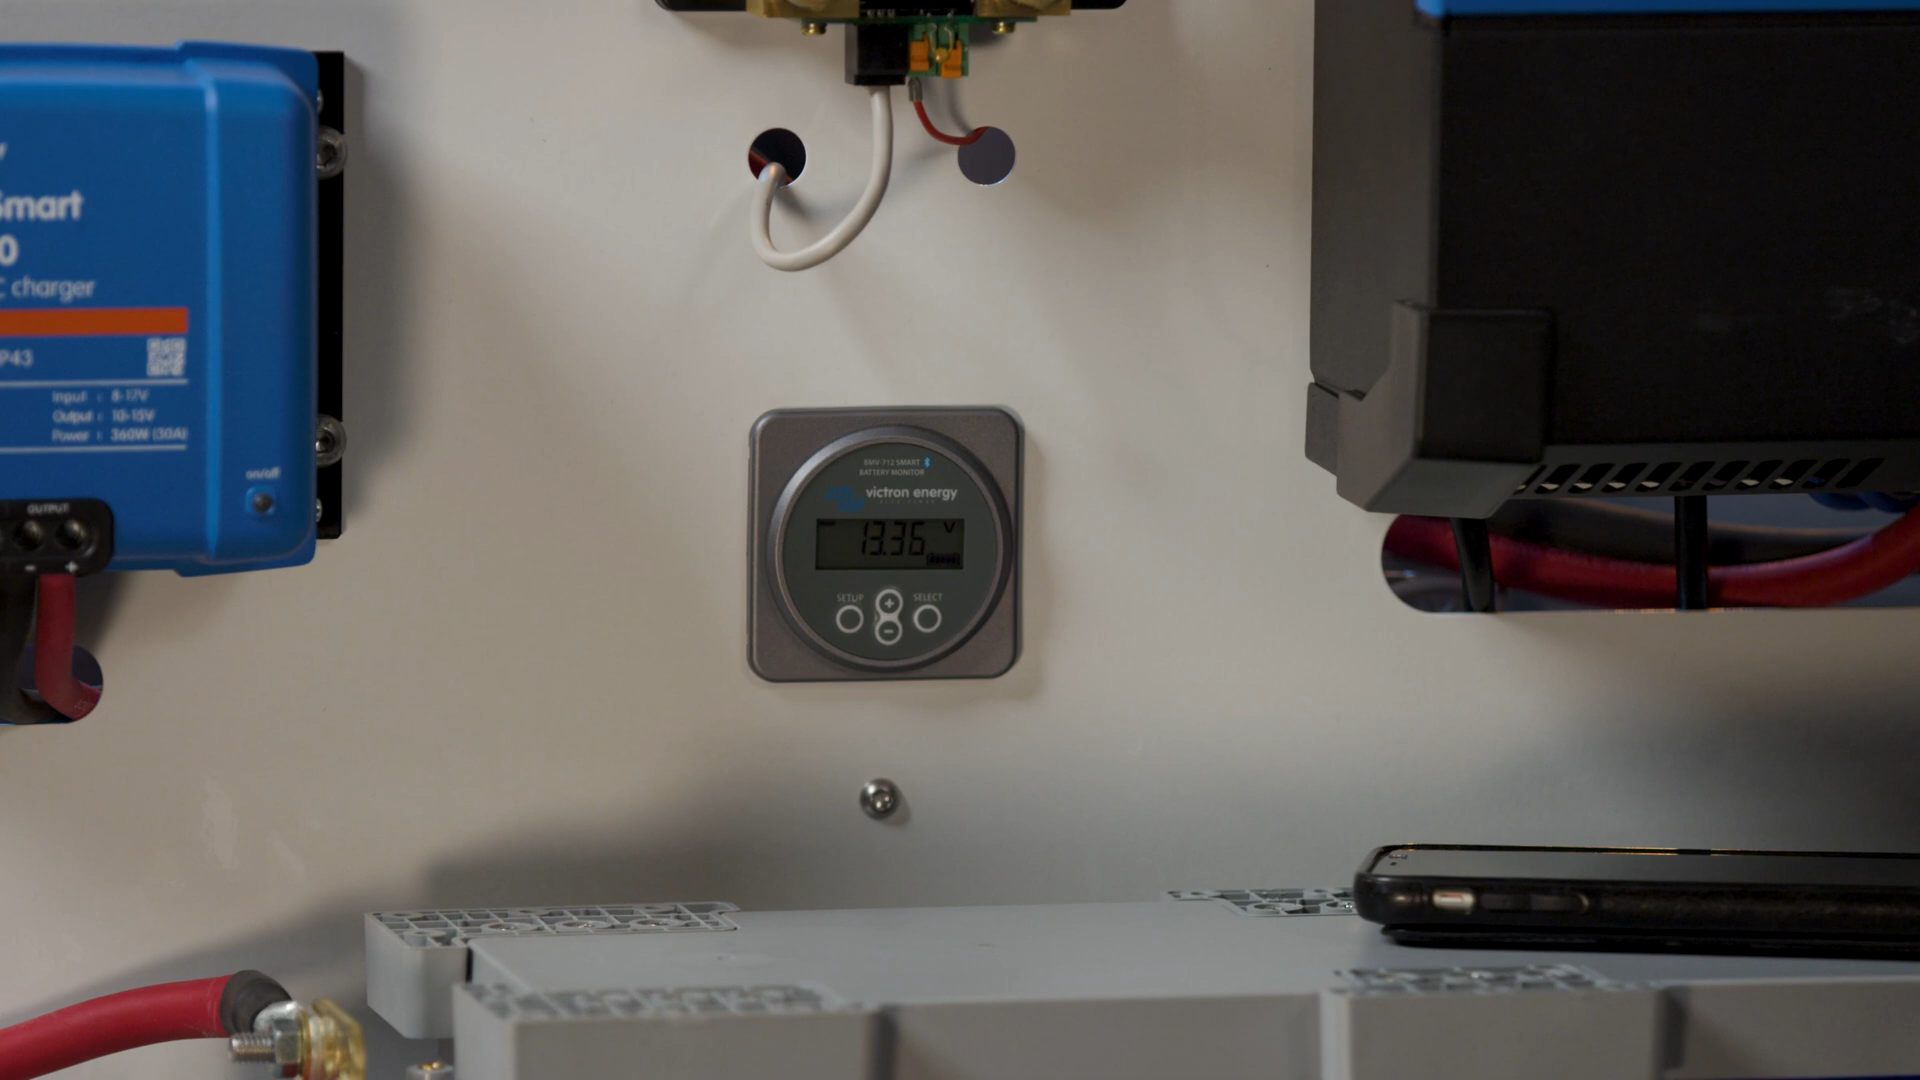 Smart
0
C charger
P43
Input : 8-17V
Output : 10-15V
Power : 360W (30A)
on/off
OUTPUT
- +
BMV-712 SMART
BATTERY MONITOR
victron energy
13.36 V
SETUP + SELECT
-